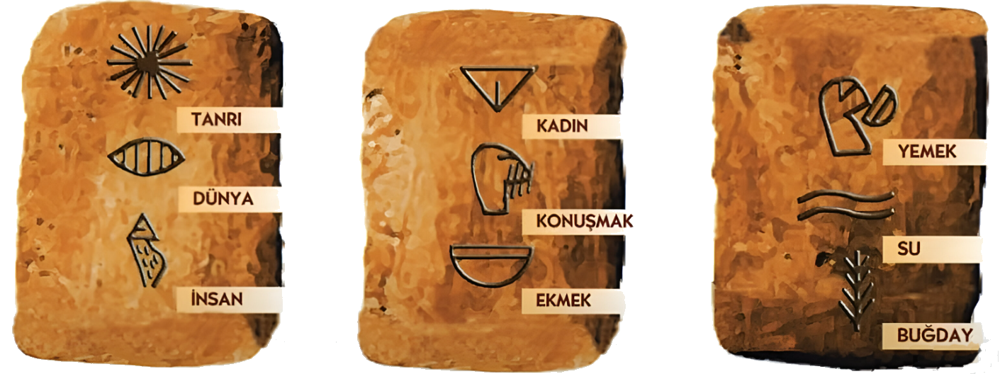 TANRI
DÜNYA
İNSAN
KADIN
KONUŞMAK
EKMEK
YEMEK
SU
BUĞDAY